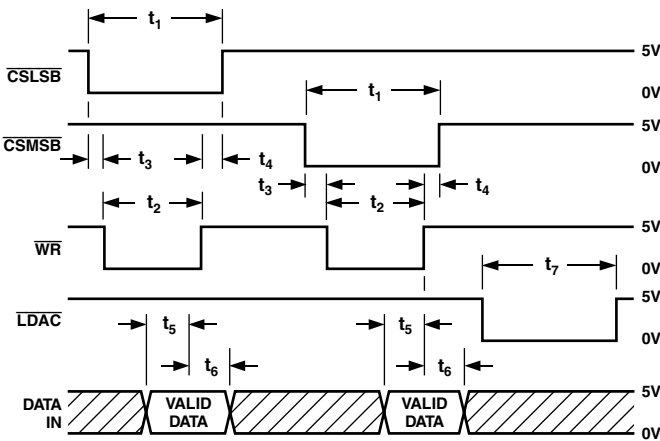 t₁
5V
CSLSB
0V
t₁
5V
CSMSB
t₃ t₄
0V
t₃ t₄
t₂ t₂
5V
WR
0V
t₇
5V
LDAC
t₅ t₅
0V
t₆ t₆
5V
DATA IN
VALID DATA
VALID DATA
0V